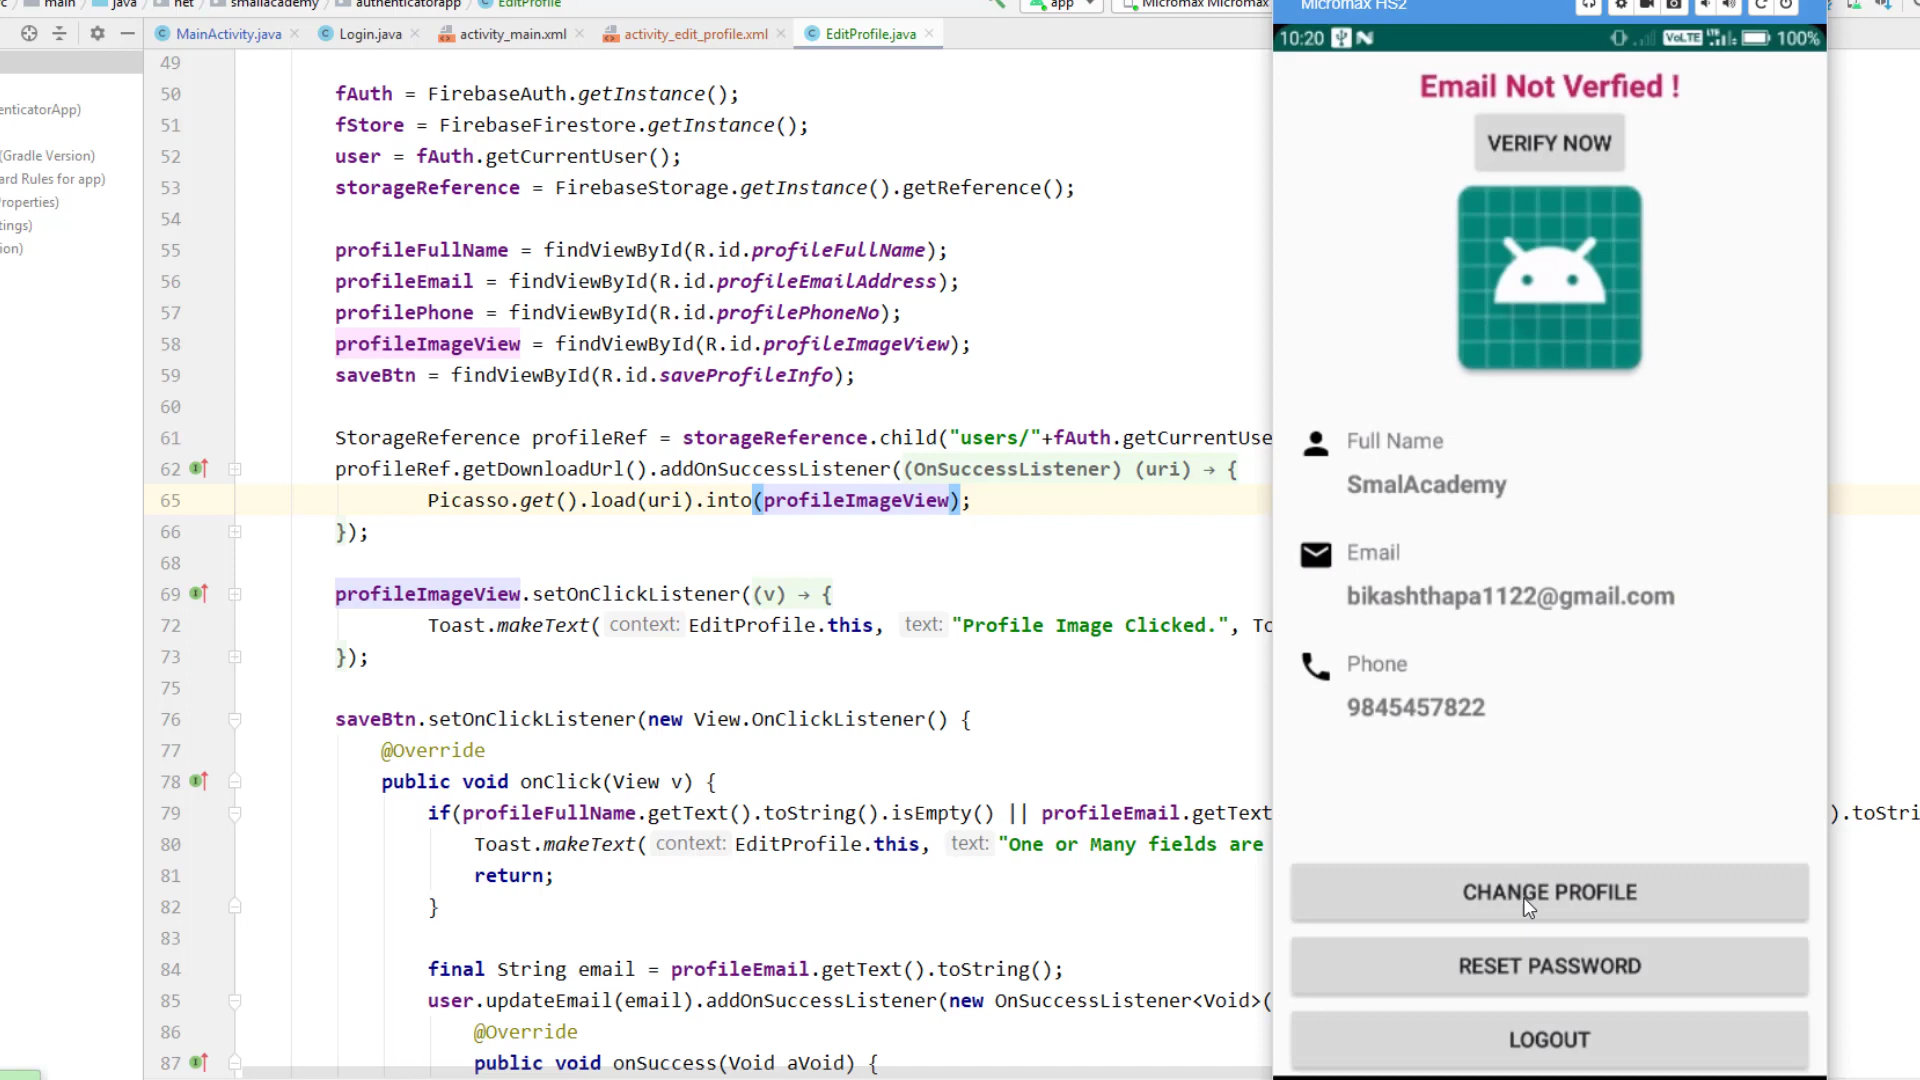 main java net smallacademy authenticatorapp EditProfile
app Micromax Micromax
MainActivity.java Login.java activity_main.xml activity_edit_profile.xml EditProfile.java
enticatorApp)
(Gradle Version)
ard Rules for app)
roperties)
tings)
ion)
49
50 fAuth = FirebaseAuth.getInstance();
51 fStore = FirebaseFirestore.getInstance();
52 user = fAuth.getCurrentUser();
53 storageReference = FirebaseStorage.getInstance().getReference();
54
55 profileFullName = findViewById(R.id.profileFullName);
56 profileEmail = findViewById(R.id.profileEmailAddress);
57 profilePhone = findViewById(R.id.profilePhoneNo);
58 profileImageView = findViewById(R.id.profileImageView);
59 saveBtn = findViewById(R.id.saveProfileInfo);
60
61 StorageReference profileRef = storageReference.child("users/"+fAuth.getCurrentUse
62 profileRef.getDownloadUrl().addOnSuccessListener((OnSuccessListener) (uri) → {
65 Picasso.get().load(uri).into(profileImageView);
66 });
68
69 profileImageView.setOnClickListener((v) → {
72 Toast.makeText( context: EditProfile.this, text: "Profile Image Clicked.", To
73 });
75
76 saveBtn.setOnClickListener(new View.OnClickListener() {
77 @Override
78 public void onClick(View v) {
79 if(profileFullName.getText().toString().isEmpty() || profileEmail.getText ).toStri
80 Toast.makeText( context: EditProfile.this, text: "One or Many fields are
81 return;
82 }
83
84 final String email = profileEmail.getText().toString();
85 user.updateEmail(email).addOnSuccessListener(new OnSuccessListener<Void>(
86 @Override
87 public void onSuccess(Void aVoid) {
Micromax HS2
10:20 VoLTE LTE 100%
Email Not Verfied !
VERIFY NOW
Full Name
SmalAcademy
Email
bikashthapa1122@gmail.com
Phone
9845457822
CHANGE PROFILE
RESET PASSWORD
LOGOUT